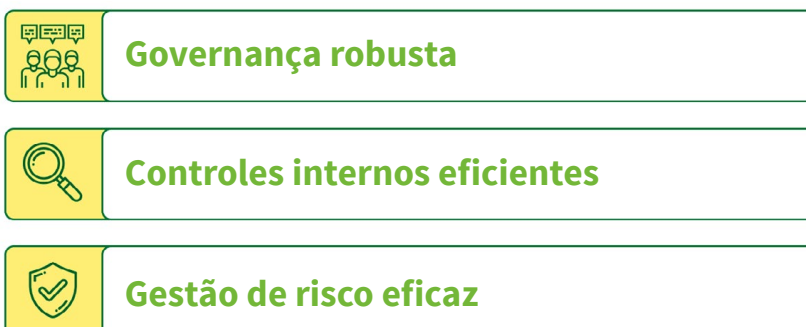 Governança robusta
Controles internos eficientes
Gestão de risco eficaz